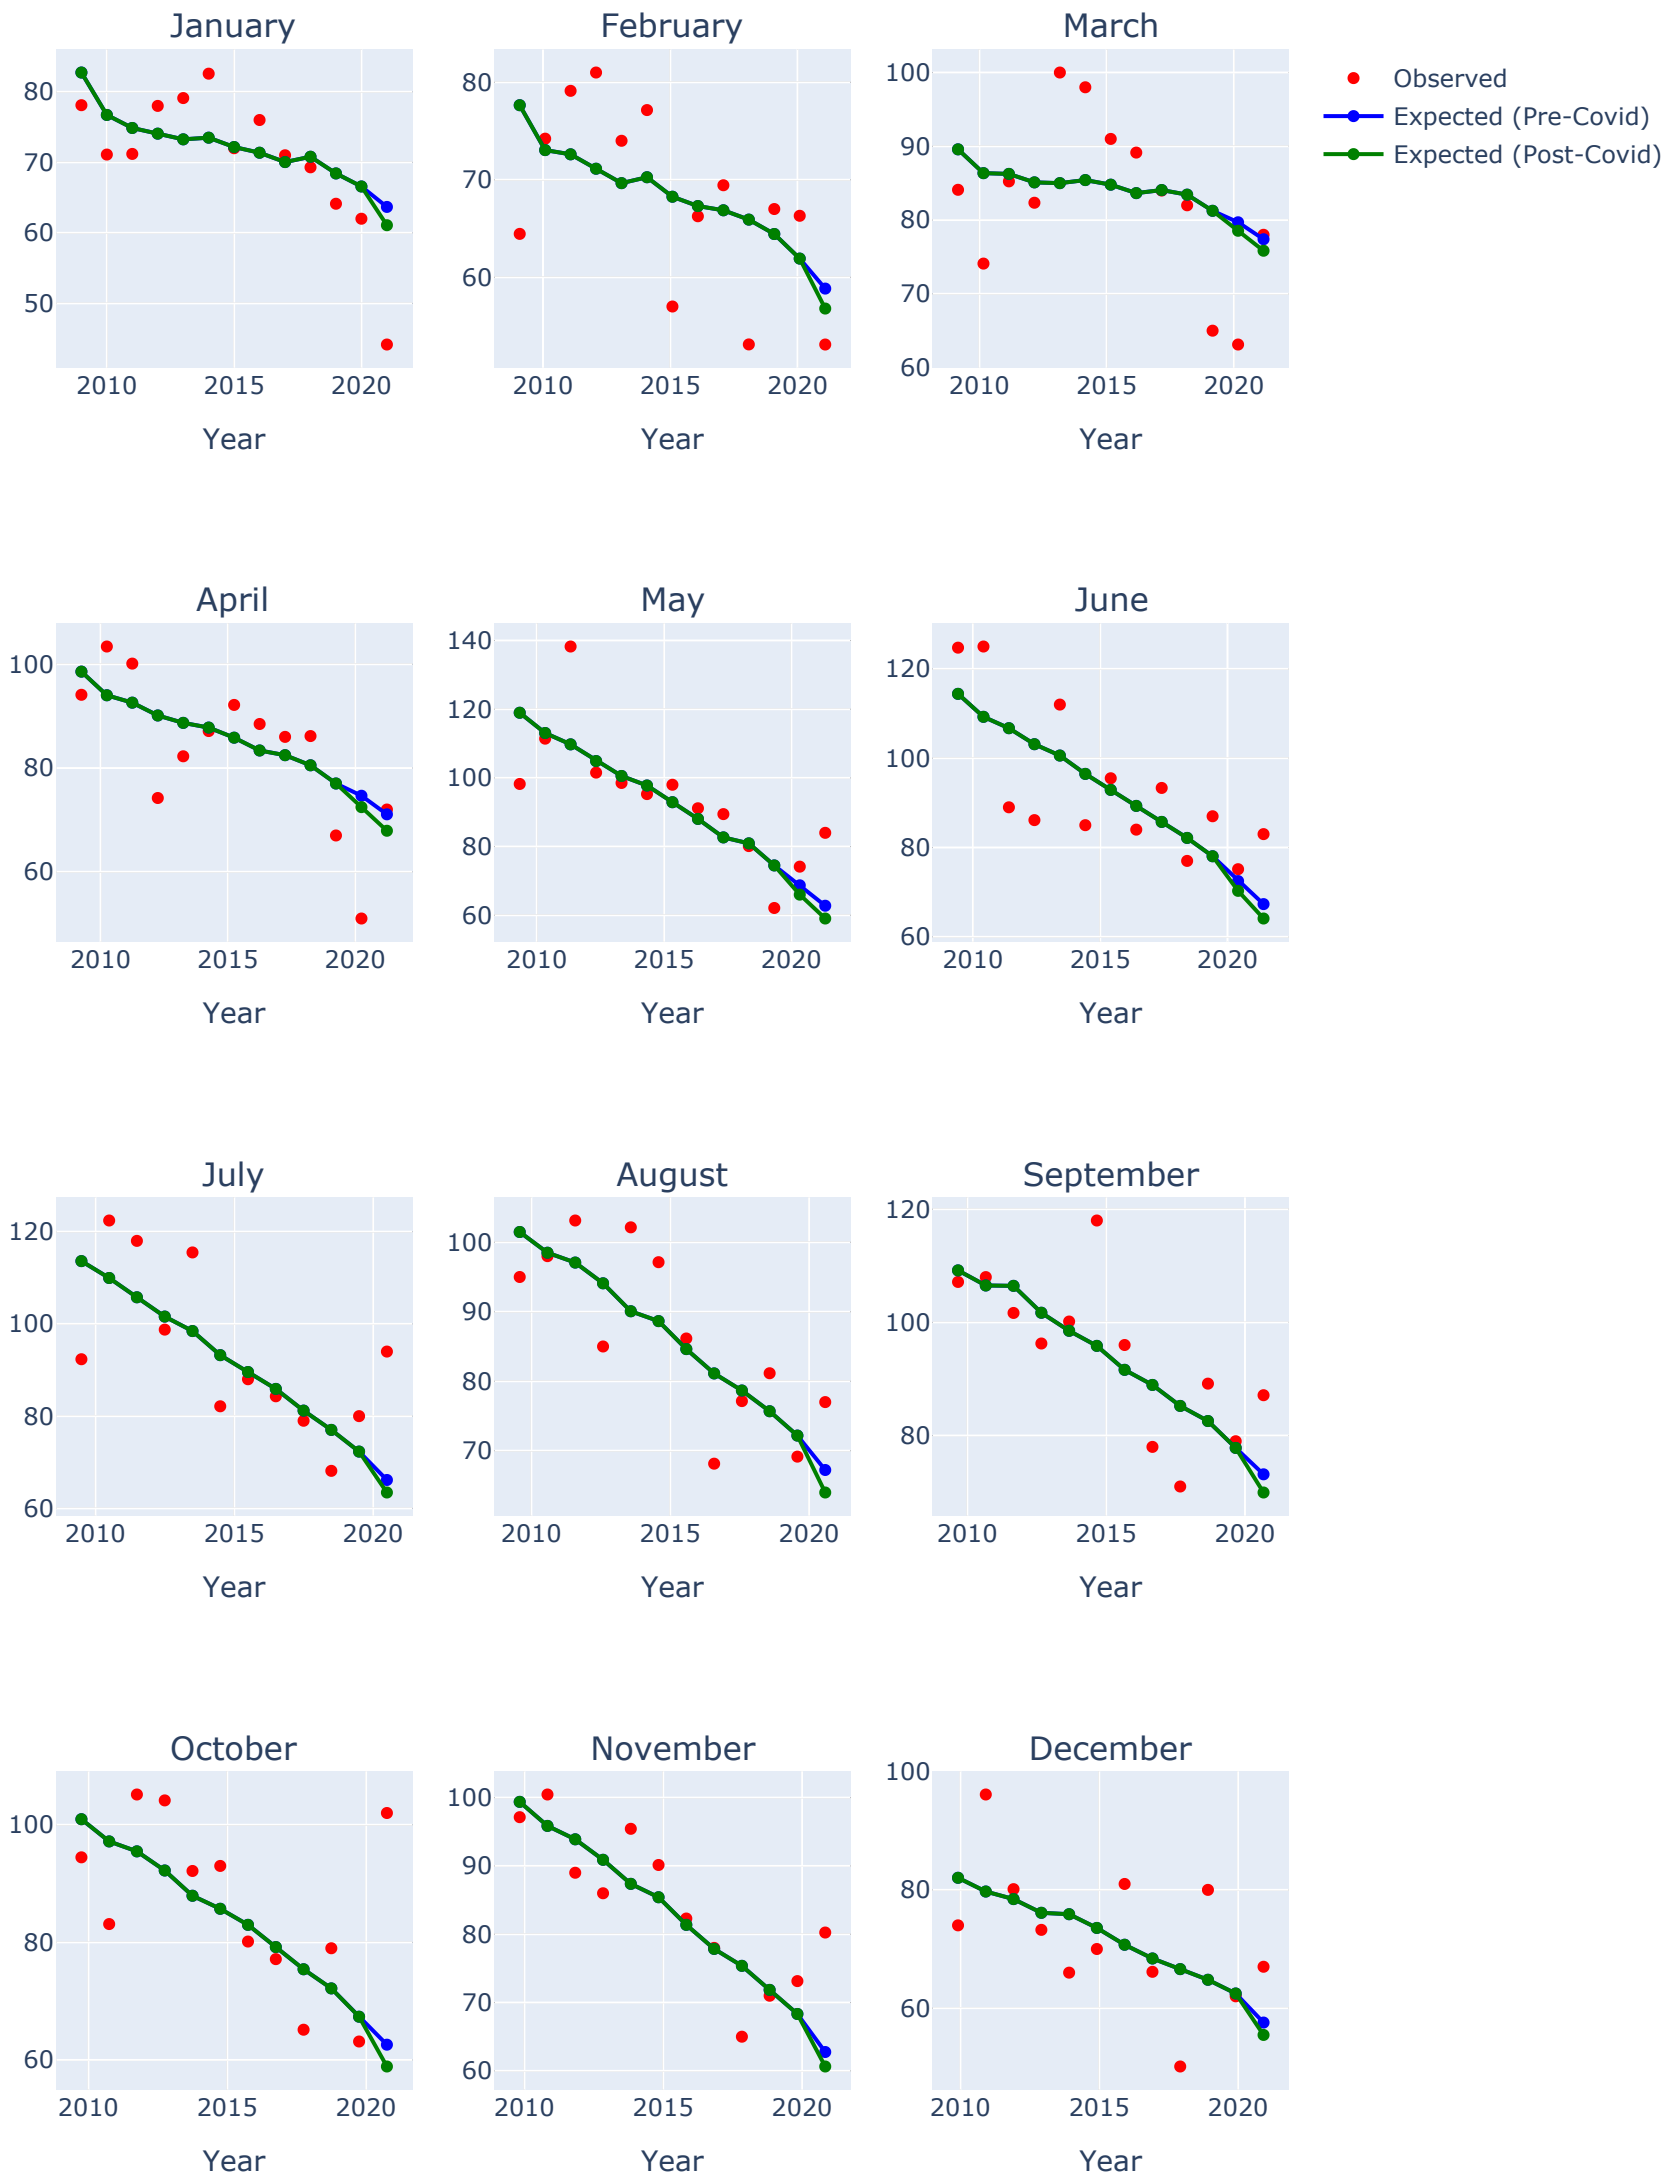 January
February
March
80
70
60
50
80
70
60
100
90
80
70
60
Observed
Expected (Pre-Covid)
Expected (Post-Covid)
2010 2015 2020
2010 2015 2020
2010 2015 2020
Year
Year
Year
April
May
June
100
80
60
140
120
100
80
60
120
100
80
60
2010 2015 2020
2010 2015 2020
2010 2015 2020
Year
Year
Year
July
August
September
120
100
80
60
100
90
80
70
120
100
80
2010 2015 2020
2010 2015 2020
2010 2015 2020
Year
Year
Year
October
November
December
100
80
60
100
90
80
70
60
100
80
60
2010 2015 2020
2010 2015 2020
2010 2015 2020
Year
Year
Year